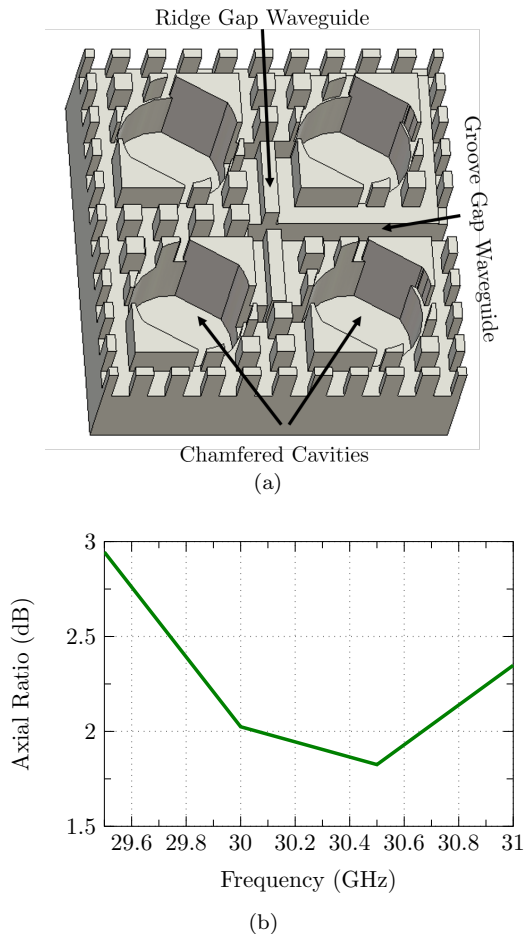 Ridge Gap Waveguide
Groove Gap Waveguide
Chamfered Cavities
(a)
3
2.5
2
1.5
Axial Ratio (dB)
29.6 29.8 30 30.2 30.4 30.6 30.8 31
Frequency (GHz)
(b)